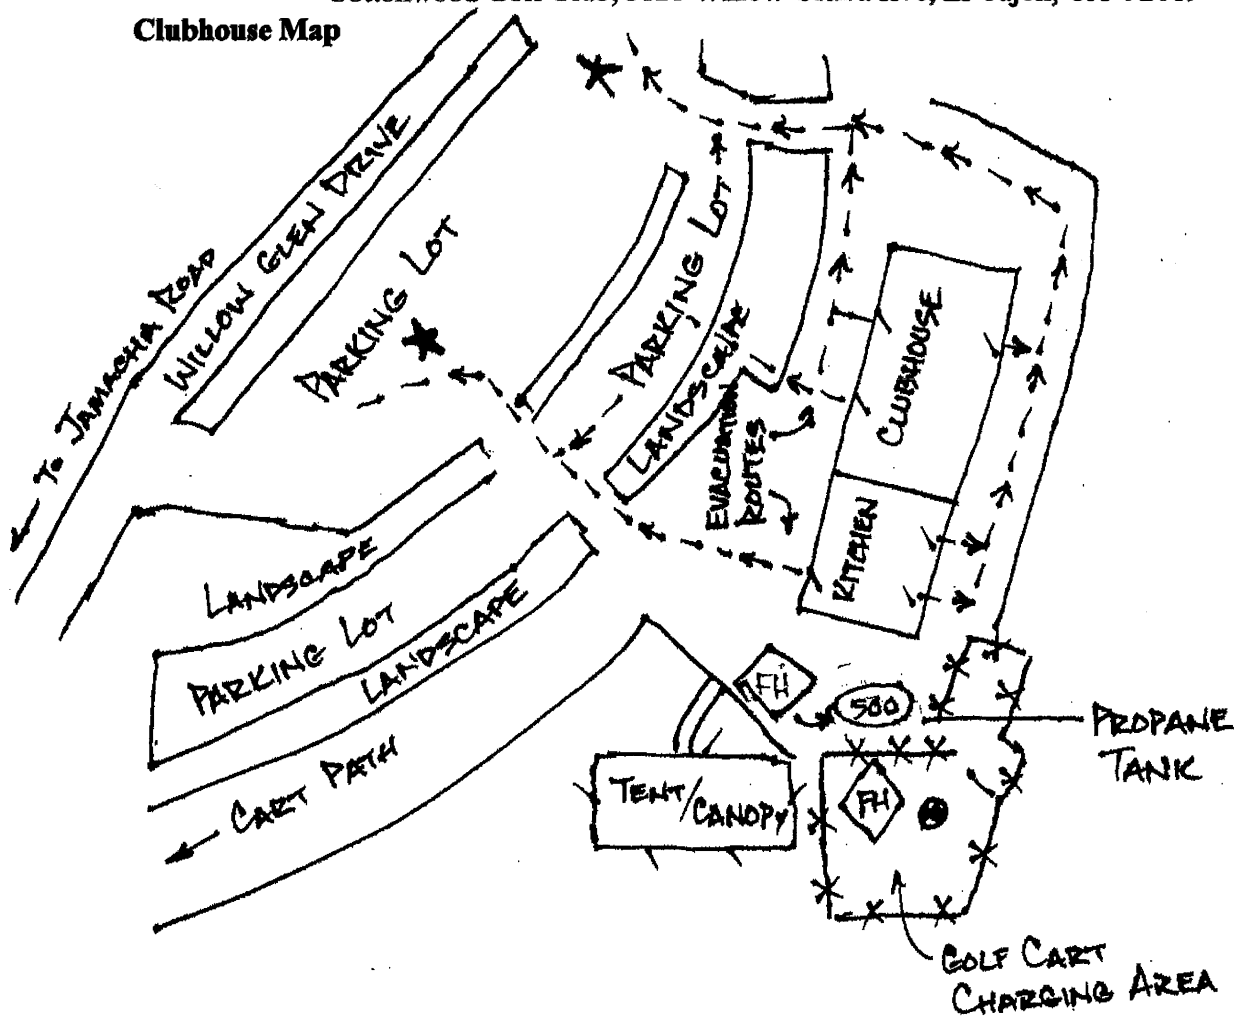 Clubhouse Map
WILLOW GLEN DRIVE
← TO JAMACHA ROAD
PARKING LOT
PARKING LOT
LANDSCAPE
EVACUATION
ROUTES
CLUBHOUSE
KITCHEN
LANDSCAPE
PARKING LOT
LANDSCAPE
← CART PATH
FH
500
PROPANE
TANK
TENT/CANOPY
FH
GOLF CART
CHARGING AREA